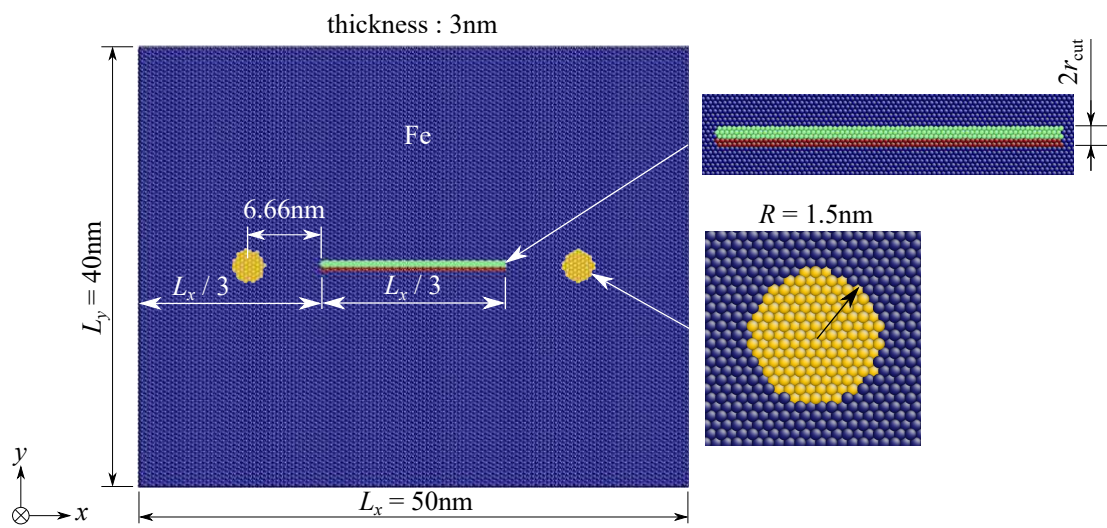 thickness : 3nm
2r_cut
Fe
6.66nm
R = 1.5nm
L_x / 3
L_x / 3
L_y = 40nm
y
x
L_x = 50nm